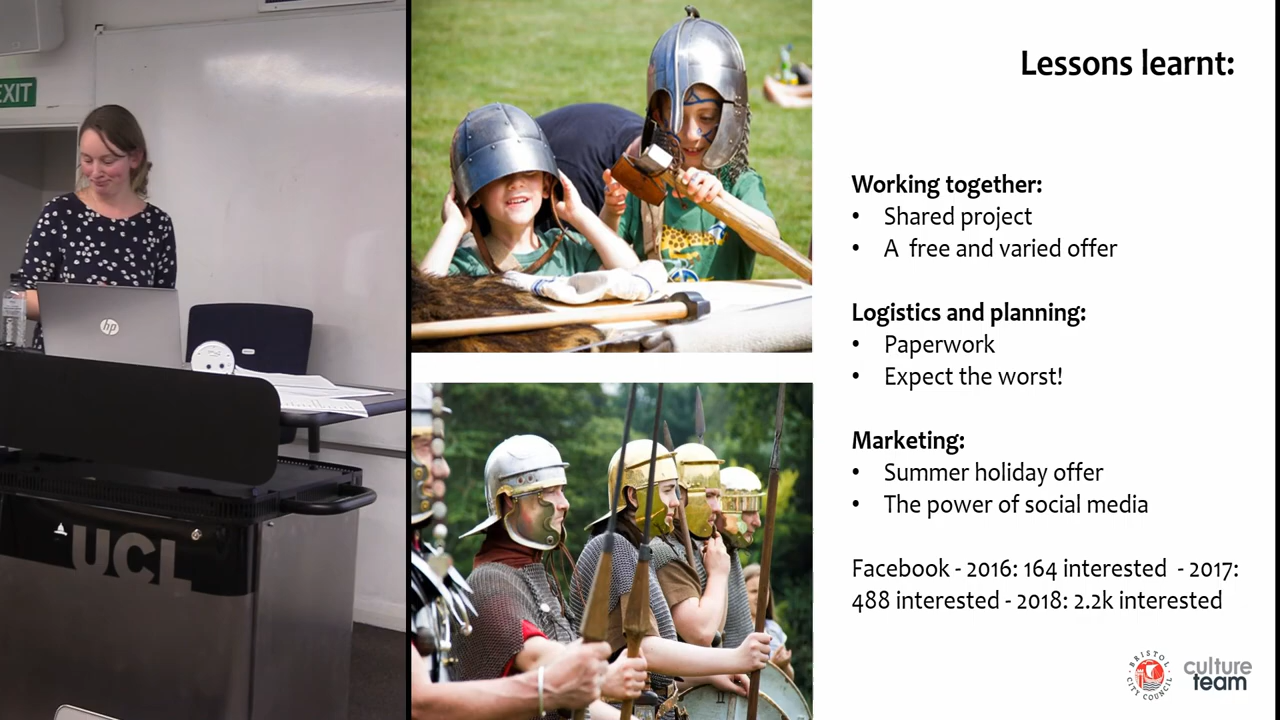 EXIT
hp
UCL
Lessons learnt:
Working together:
• Shared project
• A free and varied offer
Logistics and planning:
• Paperwork
• Expect the worst!
Marketing:
• Summer holiday offer
• The power of social media
Facebook - 2016: 164 interested - 2017:
488 interested - 2018: 2.2k interested
BRISTOL
CITY COUNCIL
culture
team